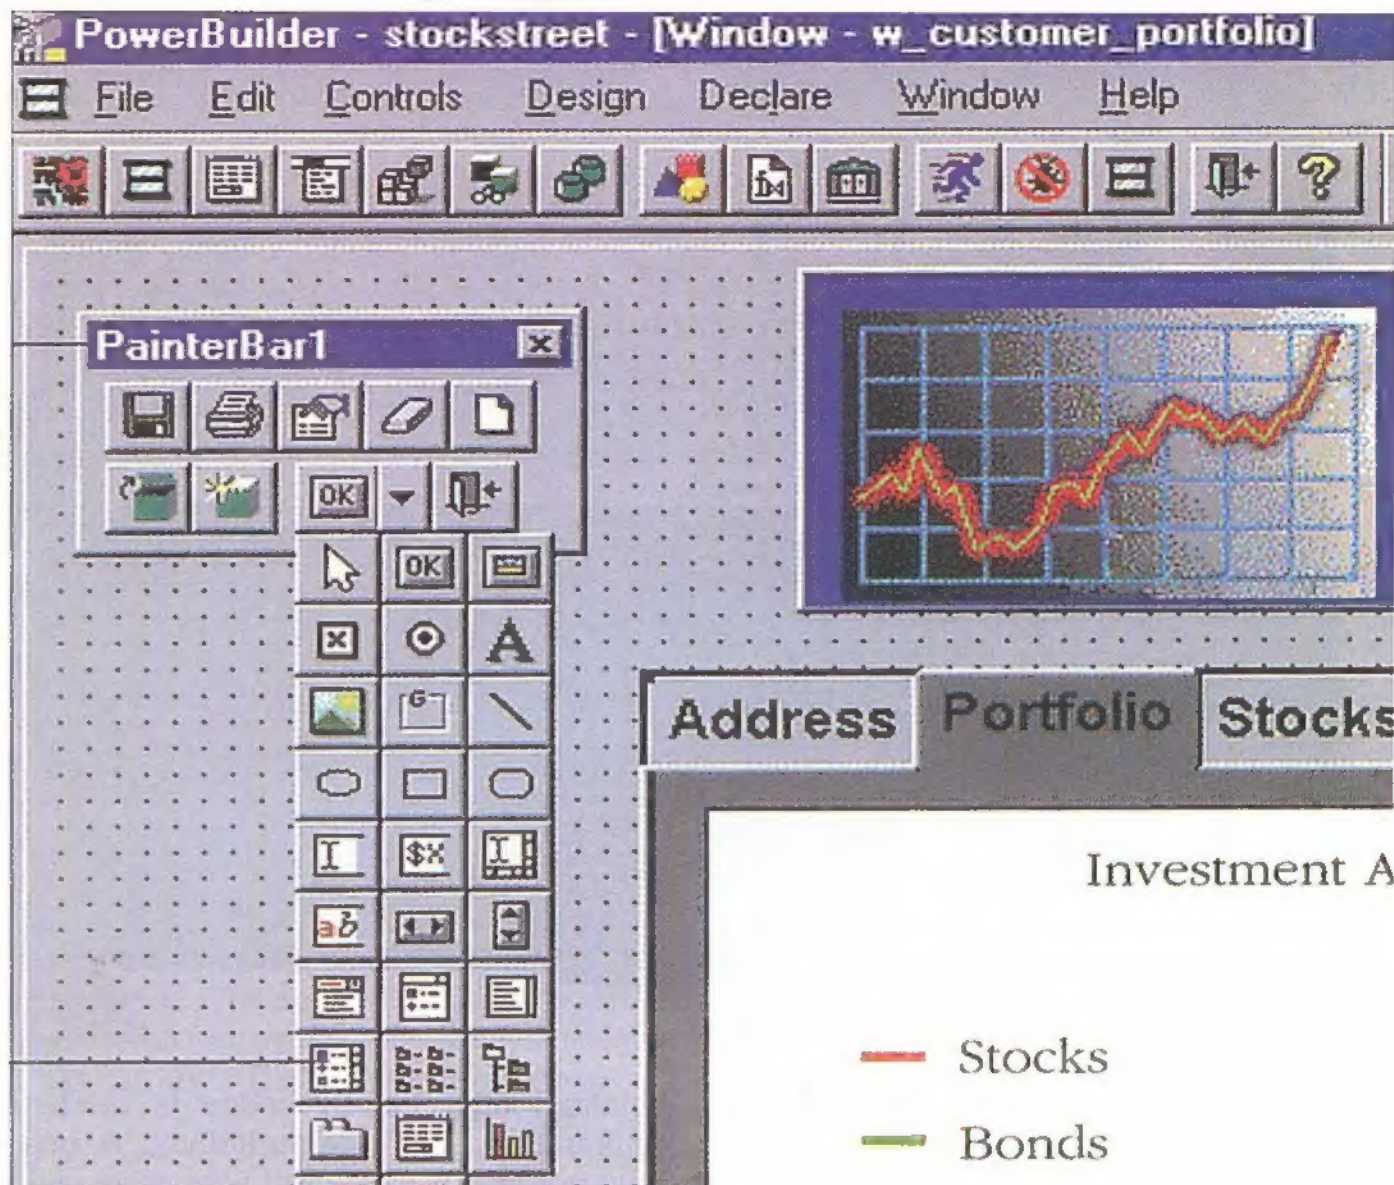 PowerBuilder - stockstreet - [Window - w_customer_portfolio]
File Edit Controls Design Declare Window Help
PainterBar1
OK
OK
A
G
$X
ab
Address Portfolio Stocks
Investment A
Stocks
Bonds